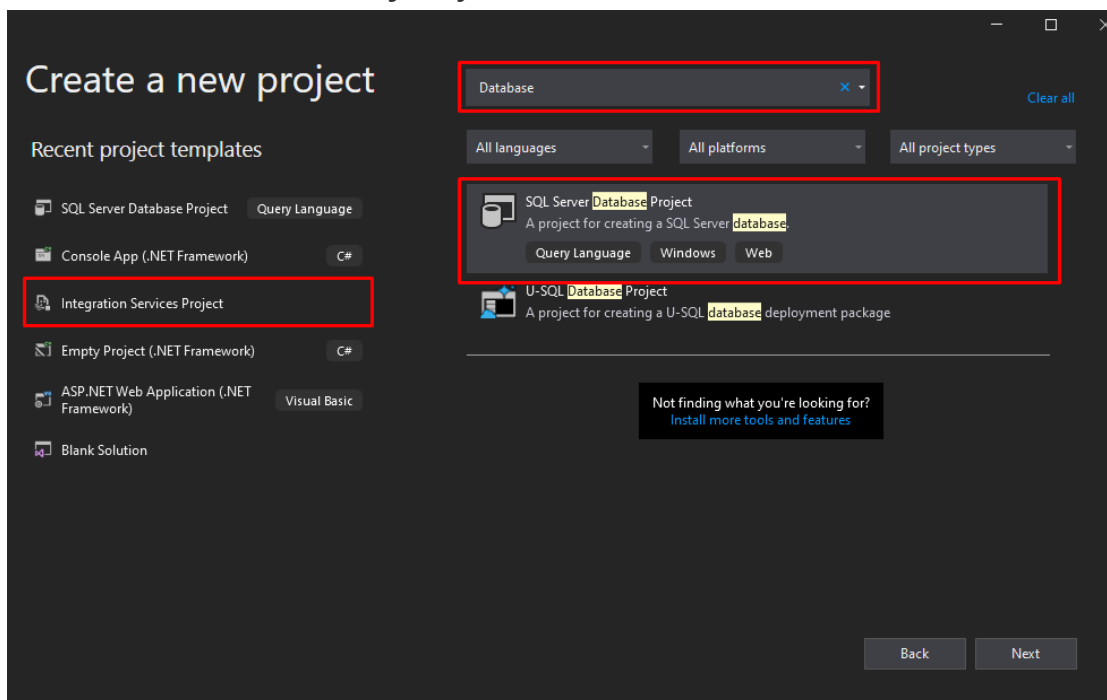 Create a new project
Recent project templates
SQL Server Database Project Query Language
Console App (.NET Framework) C#
Integration Services Project
Empty Project (.NET Framework) C#
ASP.NET Web Application (.NET
Framework) Visual Basic
Blank Solution
Database
Clear all
All languages All platforms All project types
SQL Server Database Project
A project for creating a SQL Server database.
Query Language Windows Web
U-SQL Database Project
A project for creating a U-SQL database deployment package
Not finding what you're looking for?
Install more tools and features
Back Next